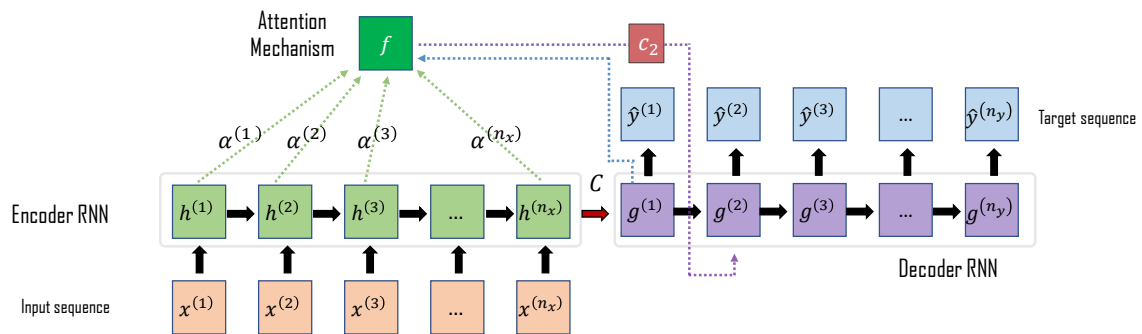 Attention
Mechanism
f
c₂
ŷ⁽¹⁾ ŷ⁽²⁾ ŷ⁽³⁾ ... ŷ⁽ⁿʸ⁾
Target sequence
α⁽¹⁾ α⁽²⁾ α⁽³⁾ α⁽ⁿₓ⁾
C
Encoder RNN
h⁽¹⁾ h⁽²⁾ h⁽³⁾ ... h⁽ⁿₓ⁾
g⁽¹⁾ g⁽²⁾ g⁽³⁾ ... g⁽ⁿʸ⁾
Decoder RNN
Input sequence
x⁽¹⁾ x⁽²⁾ x⁽³⁾ ... x⁽ⁿₓ⁾